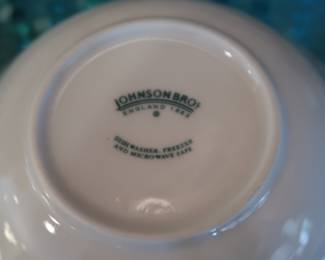 JOHNSON BROS
ENGLAND 1883
DISHWASHER, FREEZER
AND MICROWAVE SAFE